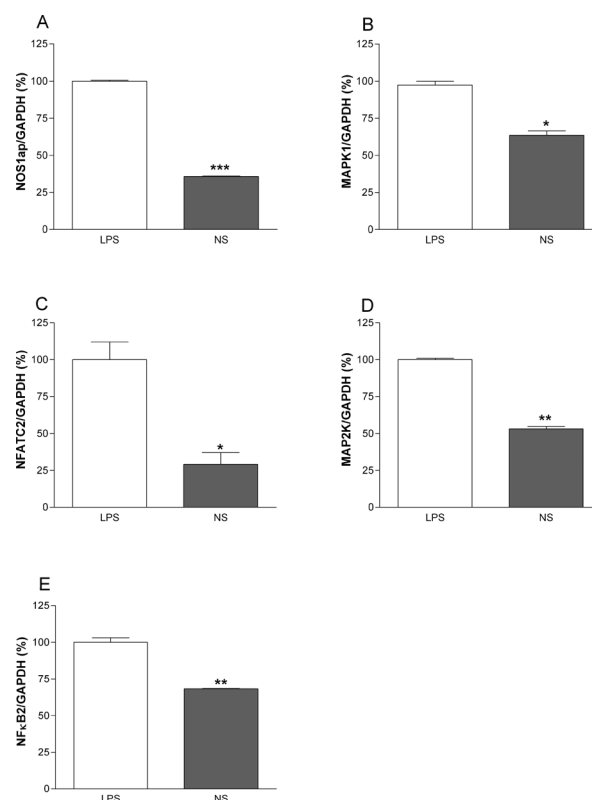 A
NOS1ap/GAPDH (%)
125
100
75
50
25
0
***
LPS
NS
B
MAPK1/GAPDH (%)
125
100
75
50
25
0
*
LPS
NS
C
NFATC2/GAPDH (%)
125
100
75
50
25
0
*
LPS
NS
D
MAP2K/GAPDH (%)
125
100
75
50
25
0
**
LPS
NS
E
NFκB2/GAPDH (%)
125
100
75
50
25
0
**
LPS
NS